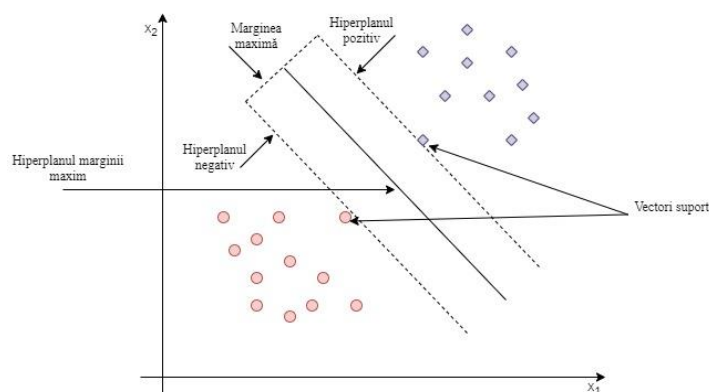 x2
Marginea
maximă
Hiperplanul
pozitiv
Hiperplanul
negativ
Hiperplanul marginii
maxim
Vectori suport
x1